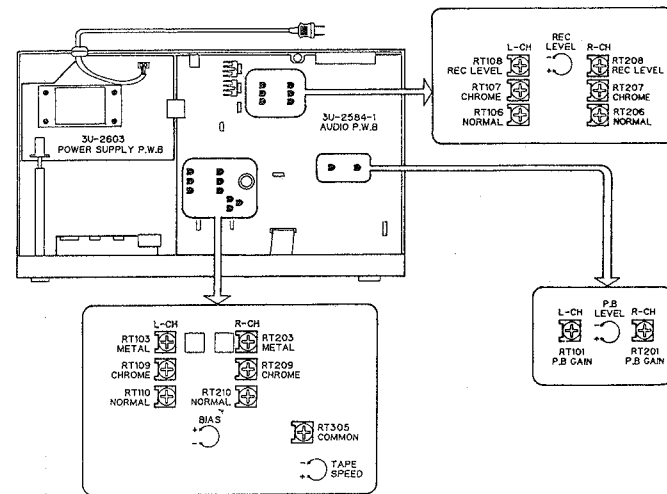 L-CH
REC
LEVEL
R-CH
RT108
REC LEVEL
-
+
RT208
REC LEVEL
RT107
CHROME
RT207
CHROME
RT106
NORMAL
RT206
NORMAL
3U-2603
POWER SUPPLY P.W.B
3U-2584-1
AUDIO P.W.B
L-CH
P.B
LEVEL
R-CH
-
+
RT101
P.B GAIN
RT201
P.B GAIN
L-CH
R-CH
RT103
METAL
RT203
METAL
RT109
CHROME
RT209
CHROME
RT110
NORMAL
RT210
NORMAL
BIAS
+
-
RT305
COMMON
-
+
TAPE
SPEED